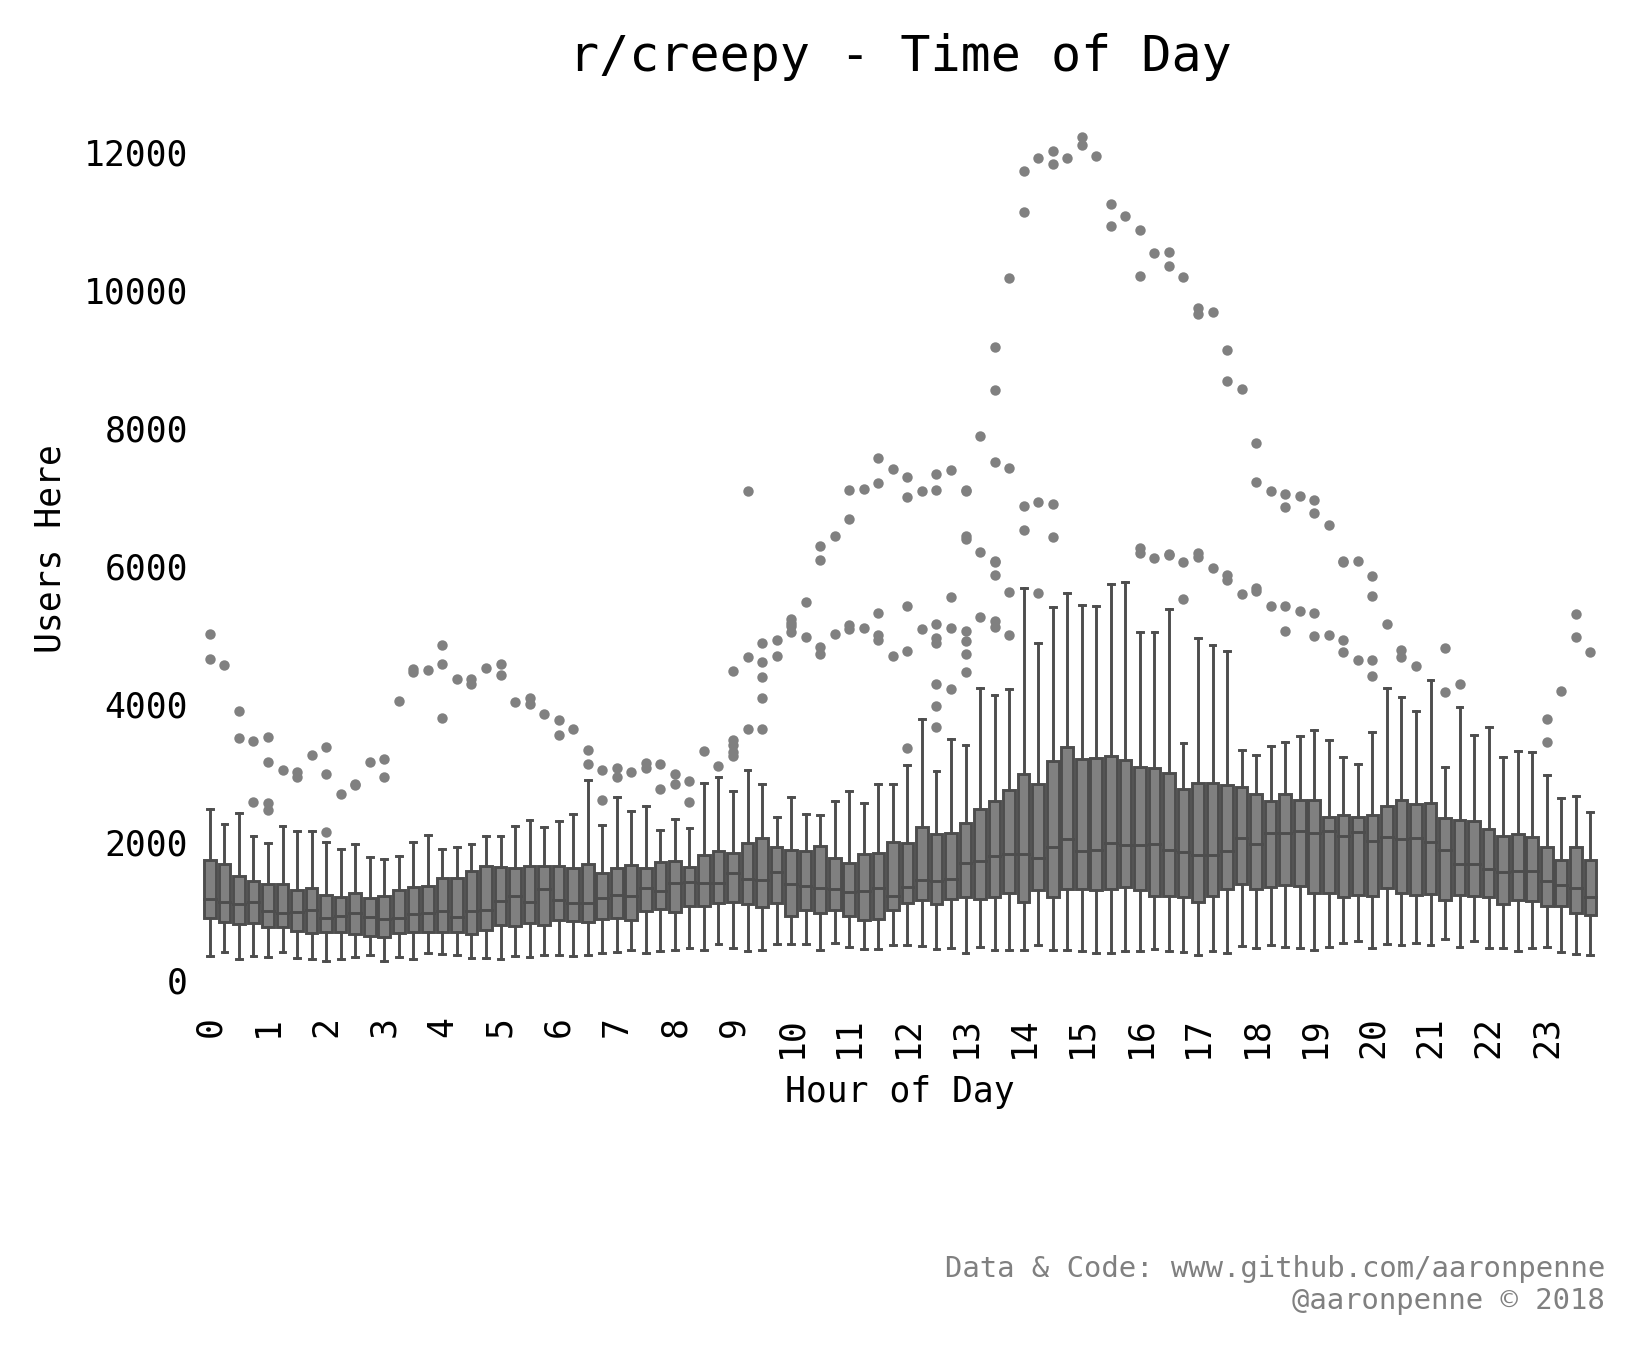 r/creepy - Time of Day
12000
10000
8000
6000
4000
2000
0
Users Here
0 1 2 3 4 5 6 7 8 9 10 11 12 13 14 15 16 17 18 19 20 21 22 23
Hour of Day
Data & Code: www.github.com/aaronpenne
@aaronpenne © 2018